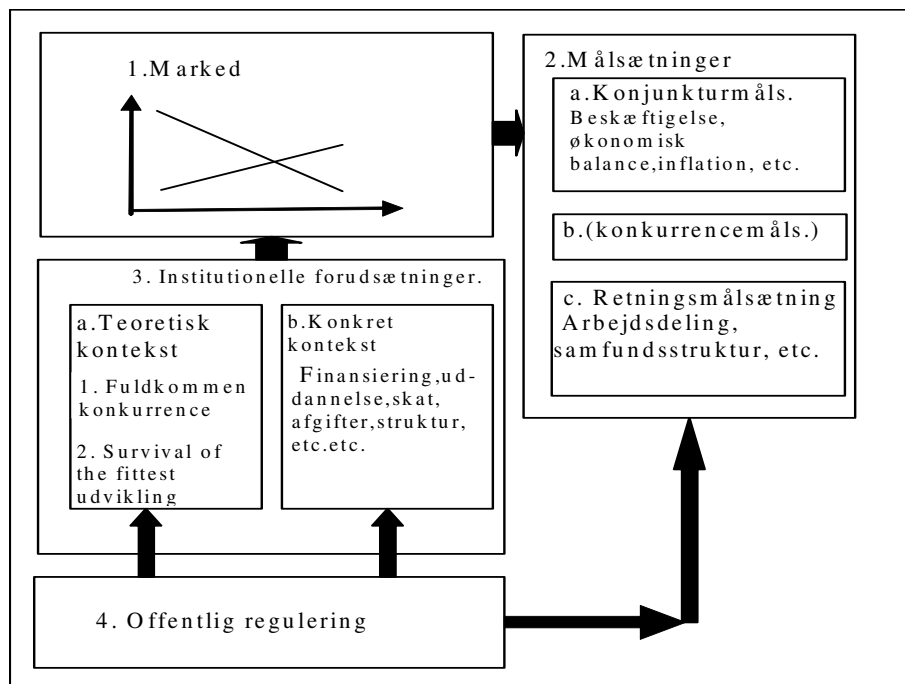 1.Marked
2.Målsætninger
a.Konjunkturmåls.
Beskæftigelse,
økonomisk
balance,inflation, etc.
b.(konkurrencemåls.)
c. Retningsmålsætning
Arbejdsdeling,
samfundsstruktur, etc.
3. Institutionelle forudsætninger.
a.Teoretisk
kontekst
1. Fuldkommen
konkurrence
2. Survival of
the fittest
udvikling
b.Konkret
kontekst
Finansiering,ud-
dannelse,skat,
afgifter,struktur,
etc.etc.
4. Offentlig regulering